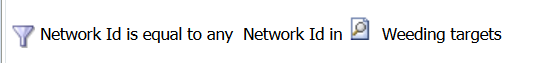 Network Id is equal to any Network Id in Weeding targets